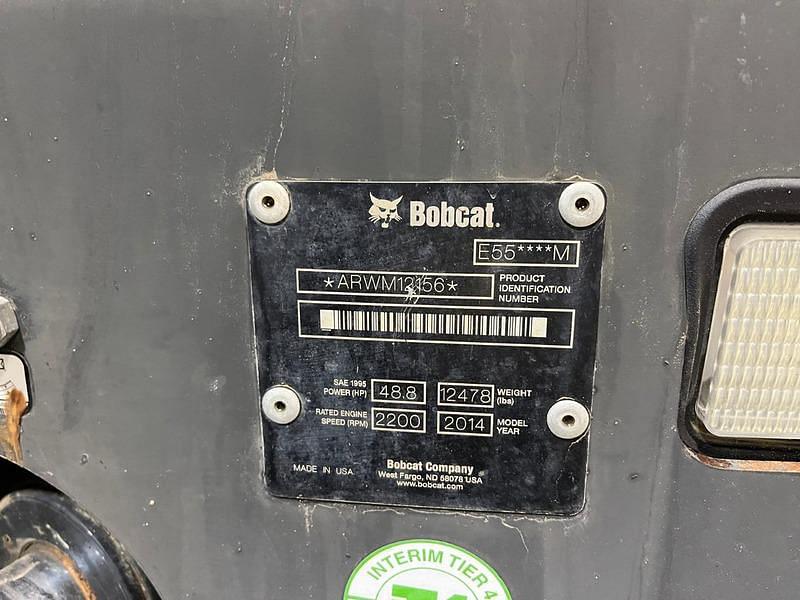 Bobcat.
E55****M
*ARWM12156*
PRODUCT
IDENTIFICATION
NUMBER
SAE 1995
POWER (HP)
48.8
12478
WEIGHT
(lbs)
RATED ENGINE
SPEED (RPM)
2200
2014
MODEL
YEAR
MADE IN USA
Bobcat Company
West Fargo, ND 58078 USA
www.bobcat.com
INTERIM TIER 4